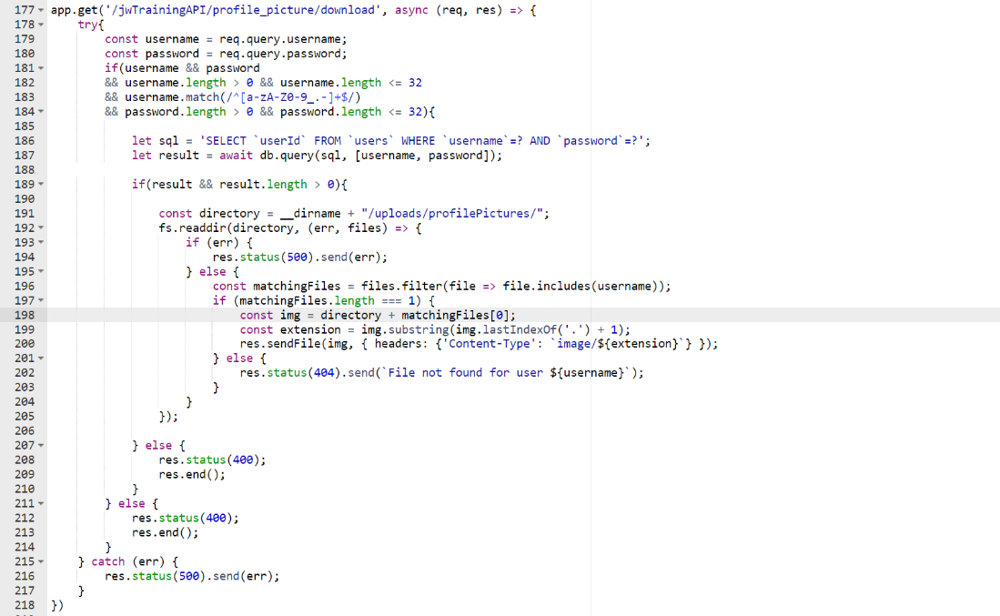 177 app.get('/jwTrainingAPI/profile_picture/download', async (req, res) => {
178 try{
179 const username = req.query.username;
180 const password = req.query.password;
181 if(username && password
182 && username.length > 0 && username.length <= 32
183 && username.match(/^[a-zA-Z0-9_.-]+$/)
184 && password.length > 0 && password.length <= 32){
185
186 let sql = 'SELECT `userId` FROM `users` WHERE `username`=? AND `password`=?';
187 let result = await db.query(sql, [username, password]);
188
189 if(result && result.length > 0){
190
191 const directory = __dirname + "/uploads/profilePictures/";
192 fs.readdir(directory, (err, files) => {
193 if (err) {
194 res.status(500).send(err);
195 } else {
196 const matchingFiles = files.filter(file => file.includes(username));
197 if (matchingFiles.length === 1) {
198 const img = directory + matchingFiles[0];
199 const extension = img.substring(img.lastIndexOf('.') + 1);
200 res.sendFile(img, { headers: {'Content-Type': `image/${extension}`} });
201 } else {
202 res.status(404).send(`File not found for user ${username}`);
203 }
204 }
205 });
206
207 } else {
208 res.status(400);
209 res.end();
210 }
211 } else {
212 res.status(400);
213 res.end();
214 }
215 } catch (err) {
216 res.status(500).send(err);
217 }
218 })